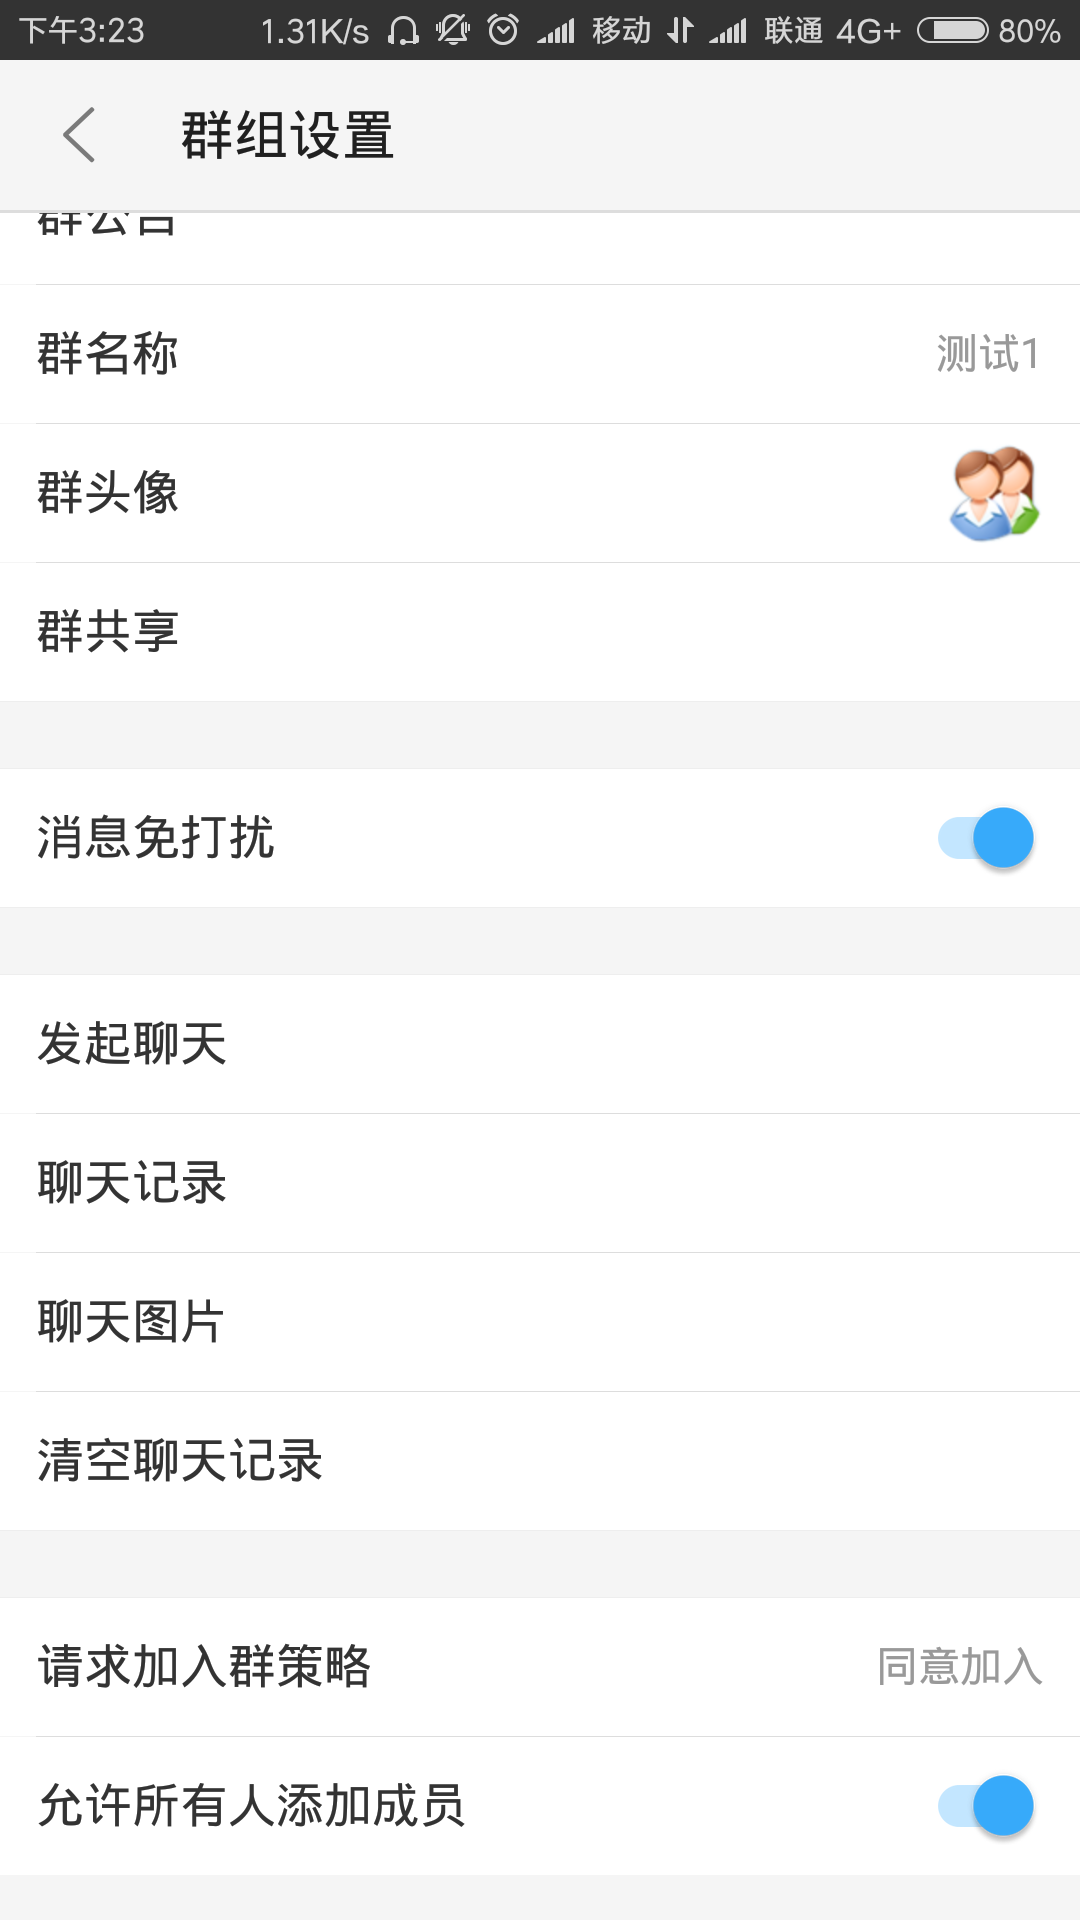 下午3:23 1.31K/s 移动 联通 4G+ 80%
群组设置
群公告
群名称 测试1
群头像
群共享
消息免打扰
发起聊天
聊天记录
聊天图片
清空聊天记录
请求加入群策略 同意加入
允许所有人添加成员